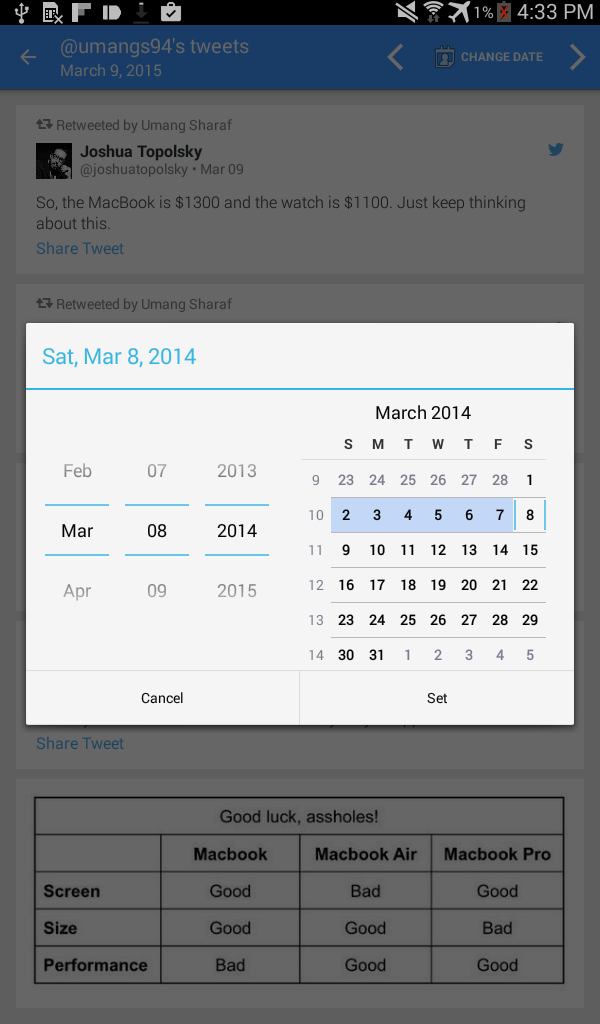 1% 4:33 PM
@umangs94's tweets
March 9, 2015
CHANGE DATE
Retweeted by Umang Sharaf
Joshua Topolsky
@joshuatopolsky • Mar 09
So, the MacBook is $1300 and the watch is $1100. Just keep thinking
about this.
Share Tweet
Retweeted by Umang Sharaf
Sat, Mar 8, 2014
Feb 07 2013
Mar 08 2014
Apr 09 2015
March 2014
S M T W T F S
9 23 24 25 26 27 28 1
10 2 3 4 5 6 7 8
11 9 10 11 12 13 14 15
12 16 17 18 19 20 21 22
13 23 24 25 26 27 28 29
14 30 31 1 2 3 4 5
Cancel Set
Share Tweet
Good luck, assholes!
Macbook Macbook Air Macbook Pro
Screen Good Bad Good
Size Good Good Bad
Performance Bad Good Good